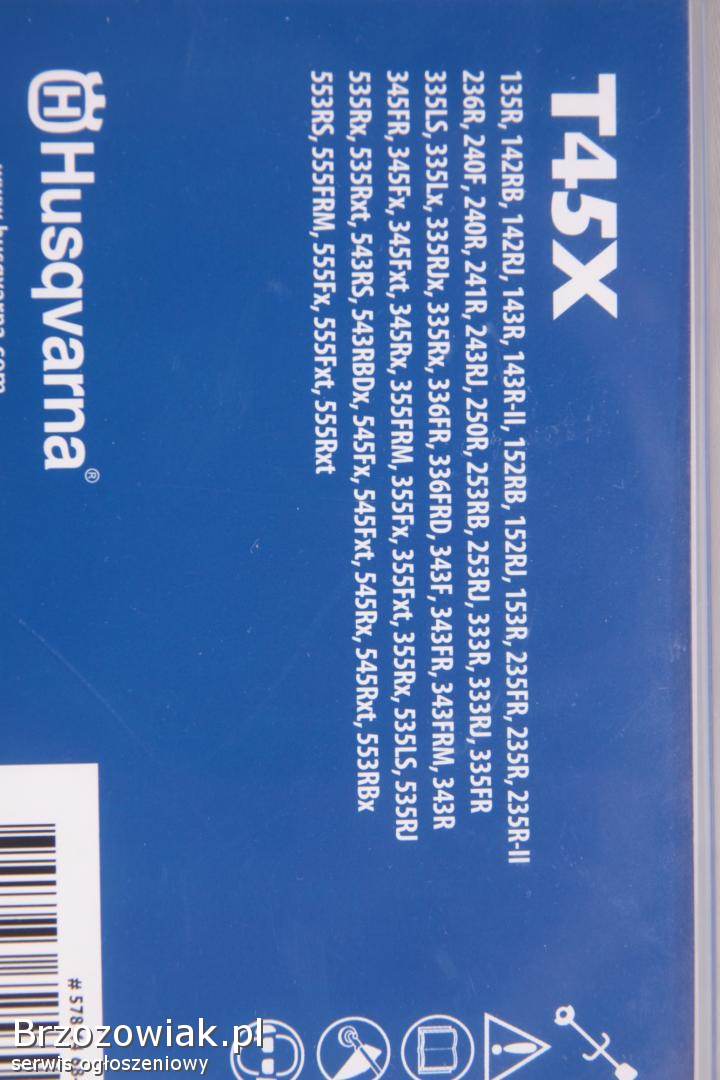 T45X
135R, 142RB, 142RJ, 143R, 143R-II, 152RB, 152RJ, 153R, 235FR, 235R, 235R-II
236R, 240F, 240R, 241R, 243RJ, 250R, 253RB, 253RJ, 333R, 333RJ, 335FR
335LS, 335Lx, 335RJx, 335Rx, 336FR, 336FRD, 343F, 343FR, 343FRM, 343R
345FR, 345Fx, 345Fxt, 345Rx, 355FRM, 355Fx, 355Fxt, 355Rx, 535LS, 535RJ
535Rx, 535Rxt, 543RS, 543RBDx, 545Fx, 545Fxt, 545Rx, 545Rxt, 553RBx
553RS, 555FRM, 555Fx, 555Fxt, 555Rxt
H Husqvarna®
www.husqvarna.com
Brzozowiak.pl
serwis ogłoszeniowy